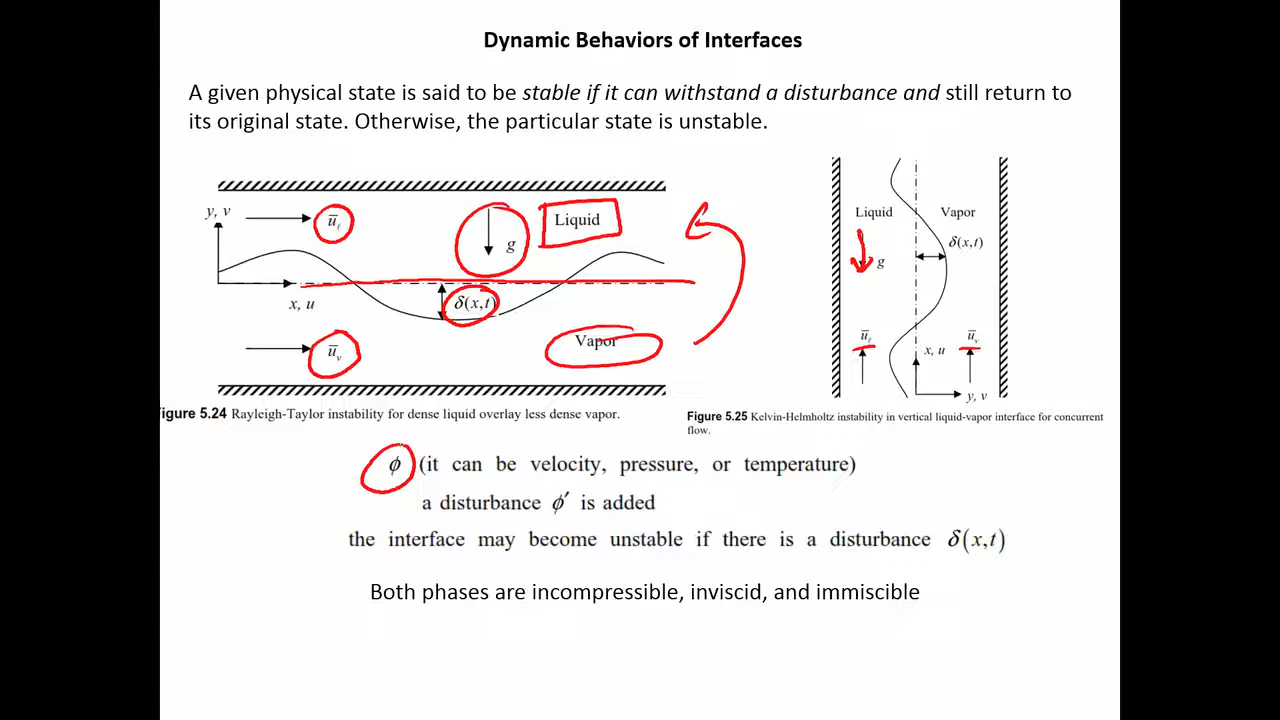 Dynamic Behaviors of Interfaces
A given physical state is said to be stable if it can withstand a disturbance and still return to
its original state. Otherwise, the particular state is unstable.
y, v
u̅ℓ
g
Liquid
δ(x,t)
x, u
u̅v
Vapor
Liquid
Vapor
δ(x,t)
g
u̅ℓ
u̅v
x, u
y, v
igure 5.24 Rayleigh-Taylor instability for dense liquid overlay less dense vapor.
Figure 5.25 Kelvin-Helmholtz instability in vertical liquid-vapor interface for concurrent
flow.
ϕ (it can be velocity, pressure, or temperature)
a disturbance ϕ′ is added
the interface may become unstable if there is a disturbance δ(x,t)
Both phases are incompressible, inviscid, and immiscible